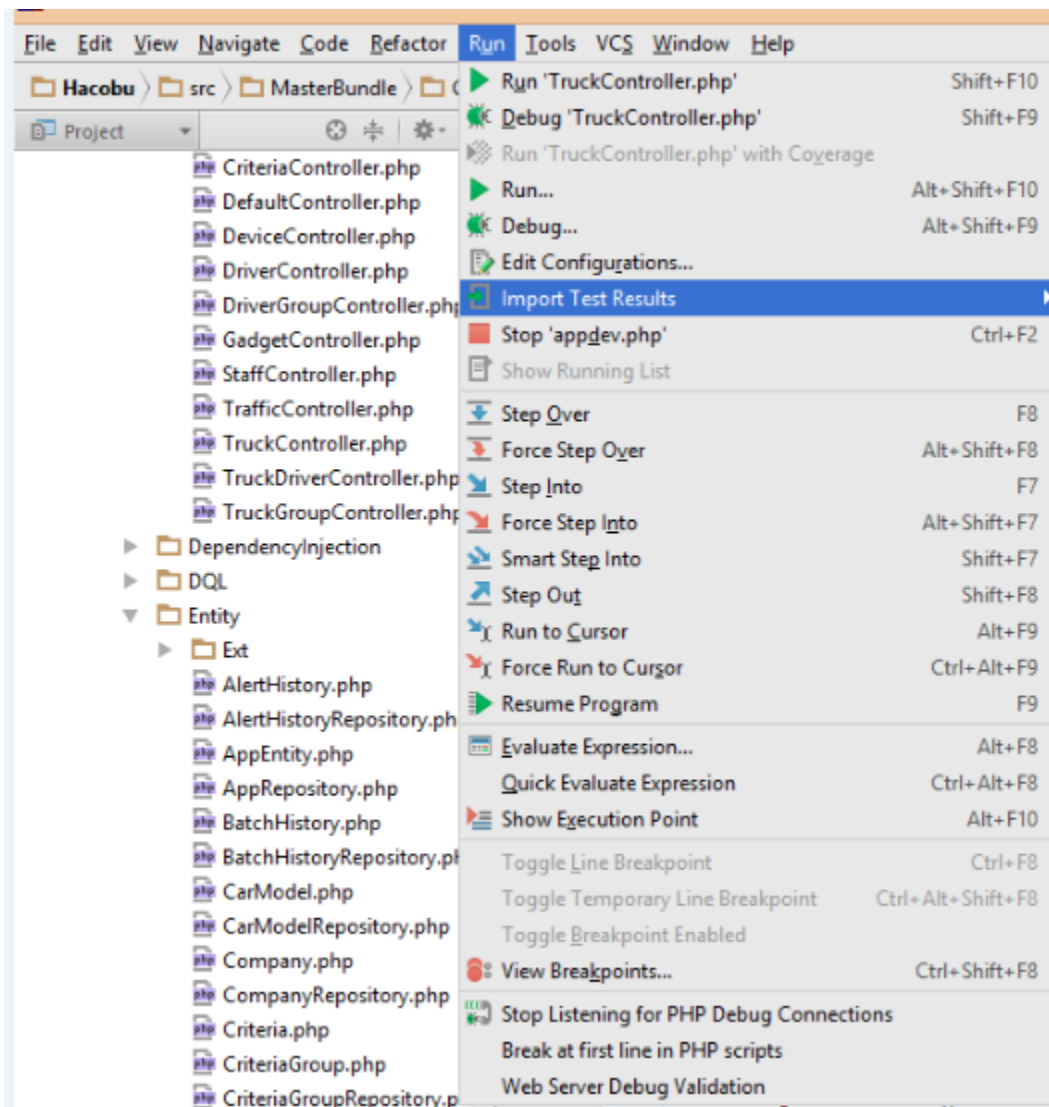 File Edit View Navigate Code Refactor Run Tools VCS Window Help
Hacobu src MasterBundle
Project
CriteriaController.php
DefaultController.php
DeviceController.php
DriverController.php
DriverGroupController.php
GadgetController.php
StaffController.php
TrafficController.php
TruckController.php
TruckDriverController.php
TruckGroupController.php
DependencyInjection
DQL
Entity
Ext
AlertHistory.php
AlertHistoryRepository.ph
AppEntity.php
AppRepository.php
BatchHistory.php
BatchHistoryRepository.ph
CarModel.php
CarModelRepository.php
Company.php
CompanyRepository.php
Criteria.php
CriteriaGroup.php
CriteriaGroupRepository.p
Run 'TruckController.php' Shift+F10
Debug 'TruckController.php' Shift+F9
Run 'TruckController.php' with Coverage
Run... Alt+Shift+F10
Debug... Alt+Shift+F9
Edit Configurations...
Import Test Results
Stop 'appdev.php' Ctrl+F2
Show Running List
Step Over F8
Force Step Over Alt+Shift+F8
Step Into F7
Force Step Into Alt+Shift+F7
Smart Step Into Shift+F7
Step Out Shift+F8
Run to Cursor Alt+F9
Force Run to Cursor Ctrl+Alt+F9
Resume Program F9
Evaluate Expression... Alt+F8
Quick Evaluate Expression Ctrl+Alt+F8
Show Execution Point Alt+F10
Toggle Line Breakpoint Ctrl+F8
Toggle Temporary Line Breakpoint Ctrl+Alt+Shift+F8
Toggle Breakpoint Enabled
View Breakpoints... Ctrl+Shift+F8
Stop Listening for PHP Debug Connections
Break at first line in PHP scripts
Web Server Debug Validation